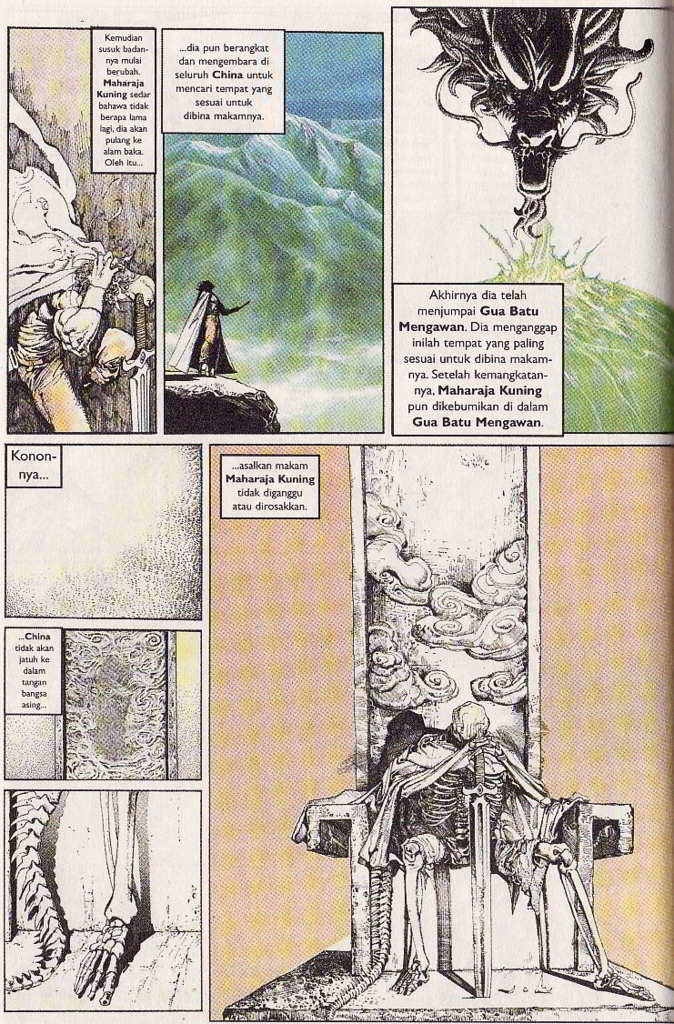 Kemudian
susuk badan-
nya mulai
berubah.
Maharaja
Kuning sedar
bahawa tidak
berapa lama
lagi, dia akan
pulang ke
alam baka.
Oleh itu...
...dia pun berangkat
dan mengembara di
seluruh China untuk
mencari tempat yang
sesuai untuk
dibina makamnya.
Akhirnya dia telah
menjumpai Gua Batu
Mengawan. Dia menganggap
inilah tempat yang paling
sesuai untuk dibina makam-
nya. Setelah kemangkatan-
nya, Maharaja Kuning
pun dikebumikan di dalam
Gua Batu Mengawan.
Konon-
nya...
...China
tidak akan
jatuh ke
dalam
tangan
bangsa
asing...
...asalkan makam
Maharaja Kuning
tidak diganggu
atau dirosakkan.